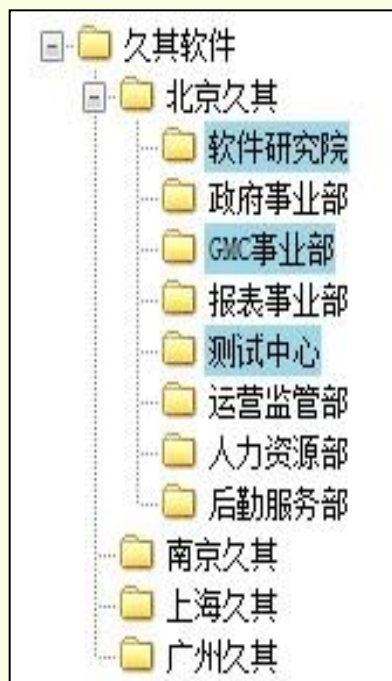 久其软件
北京久其
软件研究院
政府事业部
GMC事业部
报表事业部
测试中心
运营监管部
人力资源部
后勤服务部
南京久其
上海久其
广州久其